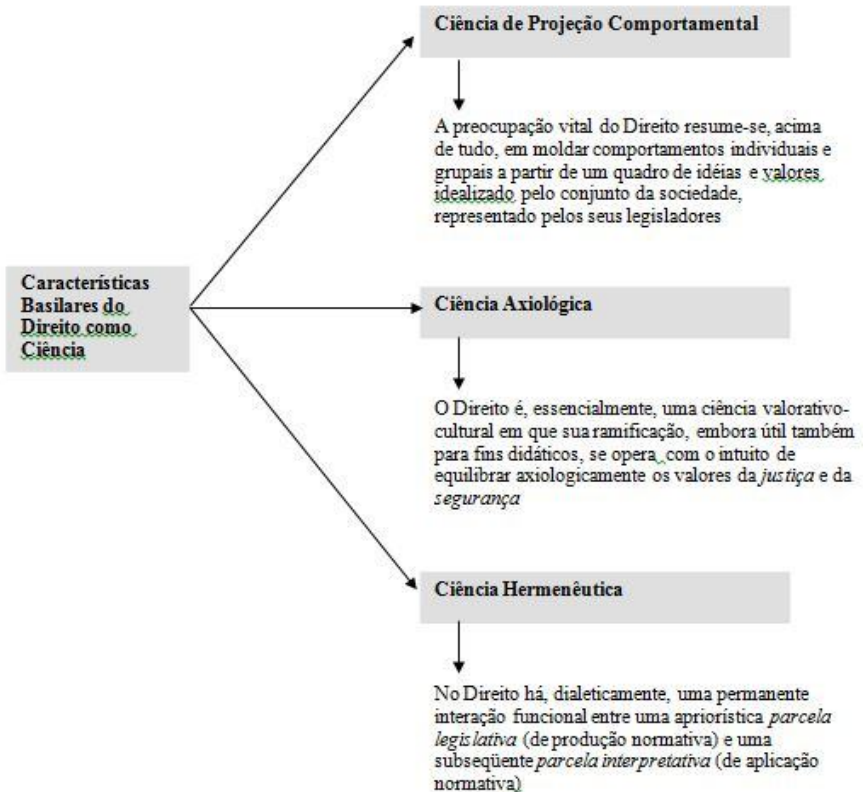 Ciência de Projeção Comportamental
A preocupação vital do Direito resume-se, acima
de tudo, em moldar comportamentos individuais e
grupais a partir de um quadro de idéias e valores
idealizado pelo conjunto da sociedade,
representado pelos seus legisladores
Características
Basilares do
Direito como
Ciência
Ciência Axiológica
O Direito é, essencialmente, uma ciência valorativo-
cultural em que sua ramificação, embora útil também
para fins didáticos, se opera com o intuito de
equilibrar axiologicamente os valores da justiça e da
segurança
Ciência Hermenêutica
No Direito há, dialeticamente, uma permanente
interação funcional entre uma apriorística parcela
legislativa (de produção normativa) e uma
subseqüente parcela interpretativa (de aplicação
normativa)